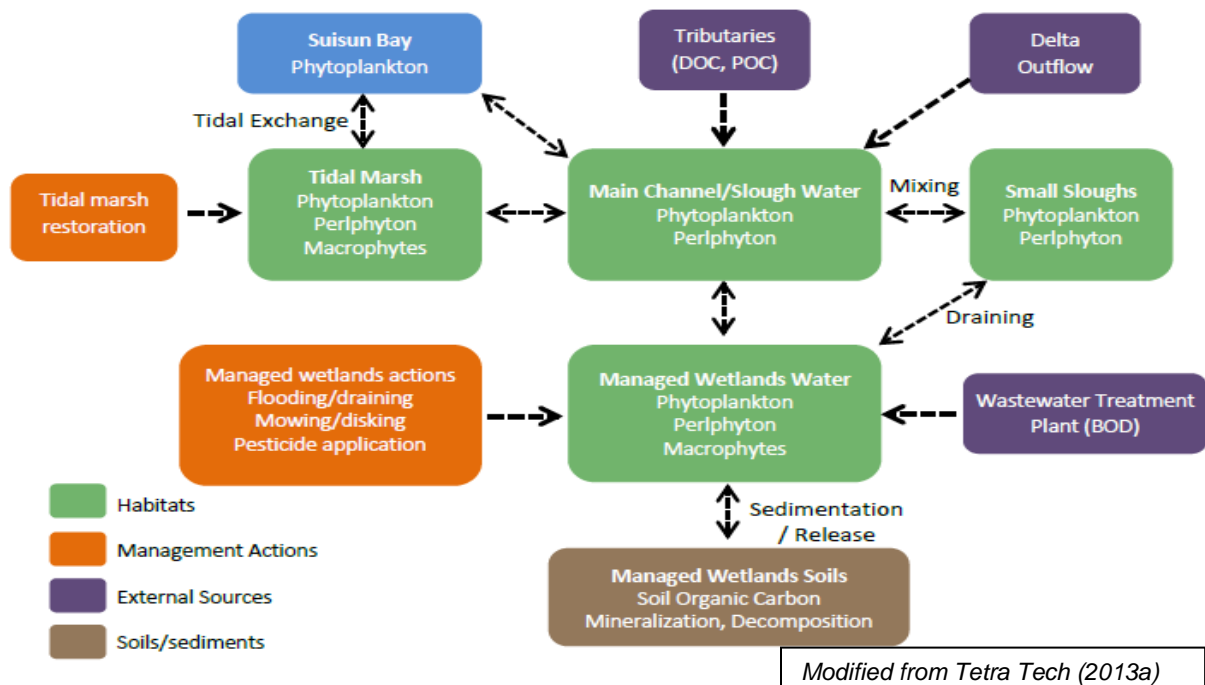 Suisun Bay
Phytoplankton
Tributaries
(DOC, POC)
Delta
Outflow
Tidal Exchange
Tidal marsh
restoration
Tidal Marsh
Phytoplankton
Perlphyton
Macrophytes
Main Channel/Slough Water
Phytoplankton
Perlphyton
Mixing
Small Sloughs
Phytoplankton
Perlphyton
Draining
Managed wetlands actions
Flooding/draining
Mowing/disking
Pesticide application
Managed Wetlands Water
Phytoplankton
Perlphyton
Macrophytes
Wastewater Treatment
Plant (BOD)
Sedimentation
/ Release
Managed Wetlands Soils
Soil Organic Carbon
Mineralization, Decomposition
Habitats
Management Actions
External Sources
Soils/sediments
Modified from Tetra Tech (2013a)